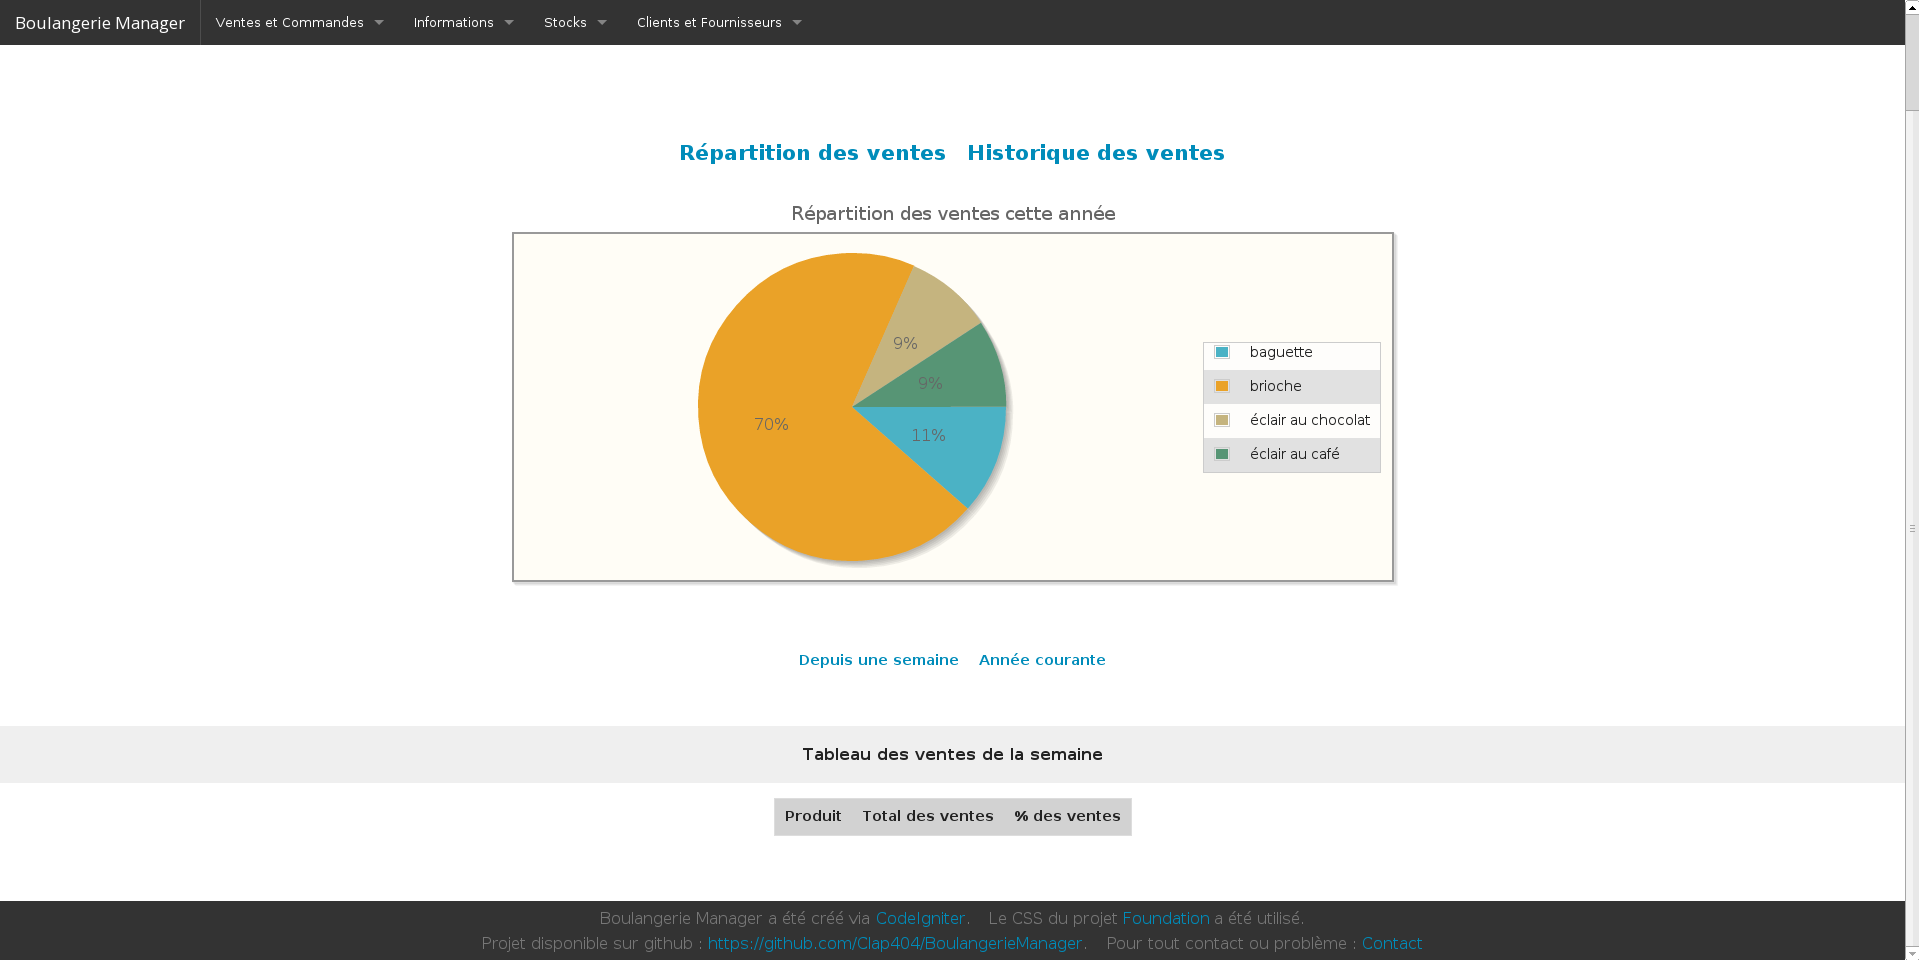 Boulangerie Manager Ventes et Commandes Informations Stocks Clients et Fournisseurs
Répartition des ventes Historique des ventes
Répartition des ventes cette année
9%
9%
70%
11%
baguette
brioche
éclair au chocolat
éclair au café
Depuis une semaine Année courante
Tableau des ventes de la semaine
Produit Total des ventes % des ventes
Boulangerie Manager a été créé via CodeIgniter. Le CSS du projet Foundation a été utilisé.
Projet disponible sur github : https://github.com/Clap404/BoulangerieManager. Pour tout contact ou problème : Contact